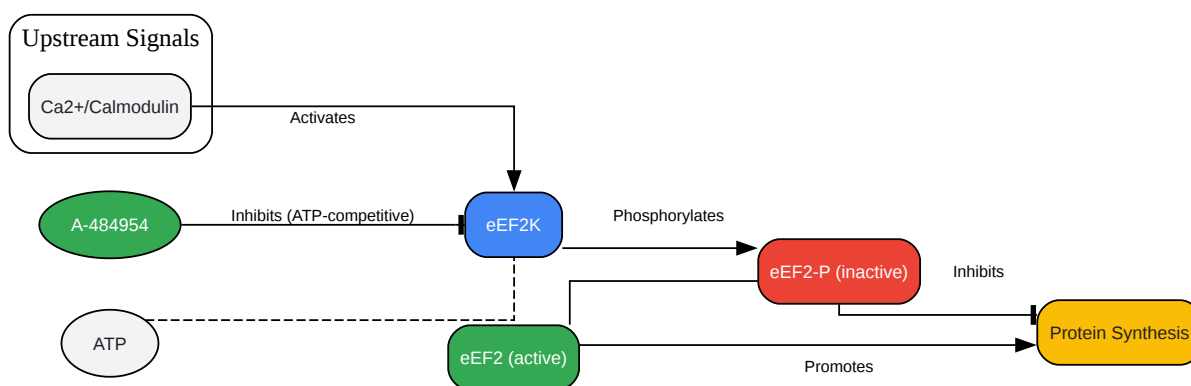 Upstream Signals
Ca2+/Calmodulin
Activates
A-484954
Inhibits (ATP-competitive)
eEF2K
Phosphorylates
eEF2-P (inactive)
Inhibits
ATP
eEF2 (active)
Promotes
Protein Synthesis